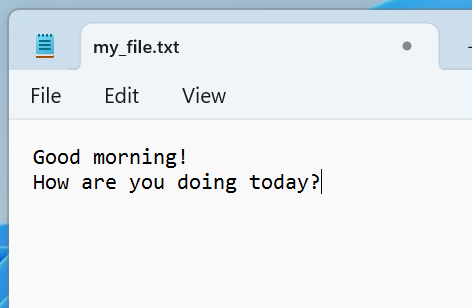 my_file.txt
File Edit View
Good morning!
How are you doing today?